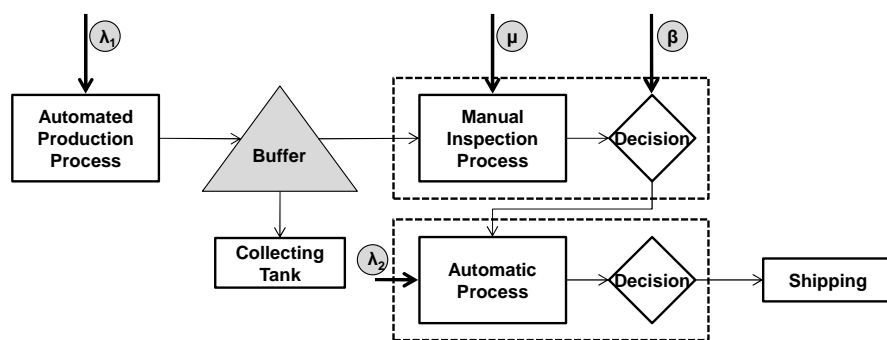 λ1
μ
β
Automated
Production
Process
Buffer
Manual
Inspection
Process
Decision
Collecting
Tank
λ2
Automatic
Process
Decision
Shipping